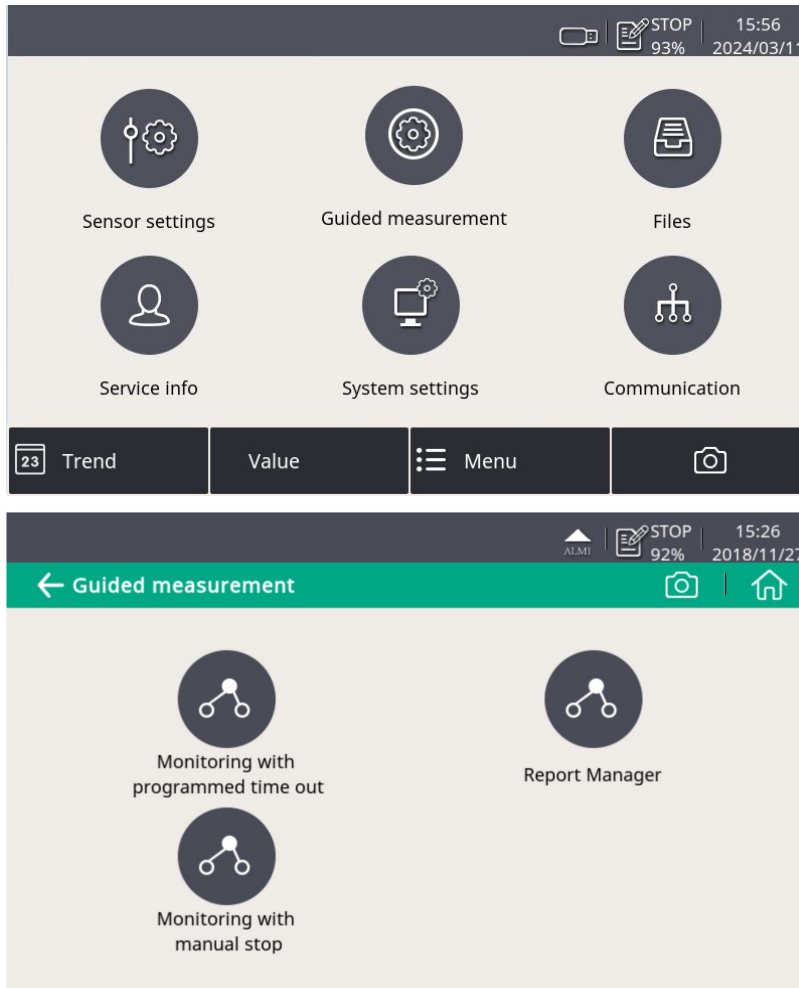 STOP 15:56
93% 2024/03/11
Sensor settings Guided measurement Files
Service info System settings Communication
23 Trend Value Menu
STOP 15:26
ALMI 92% 2018/11/27
Guided measurement
Monitoring with
programmed time out
Report Manager
Monitoring with
manual stop